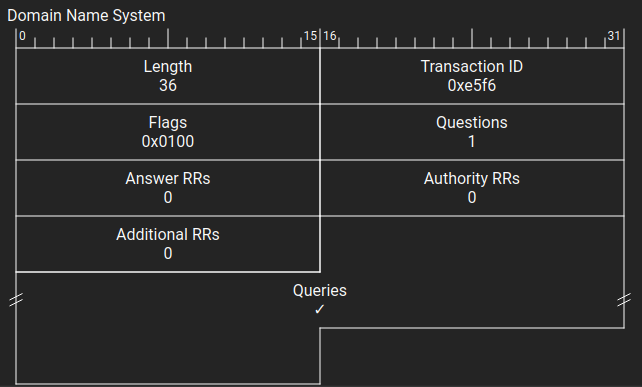 Domain Name System
0 15 16 31
Length Transaction ID
36 0xe5f6
Flags Questions
0x0100 1
Answer RRs Authority RRs
0 0
Additional RRs
0
Queries
✓